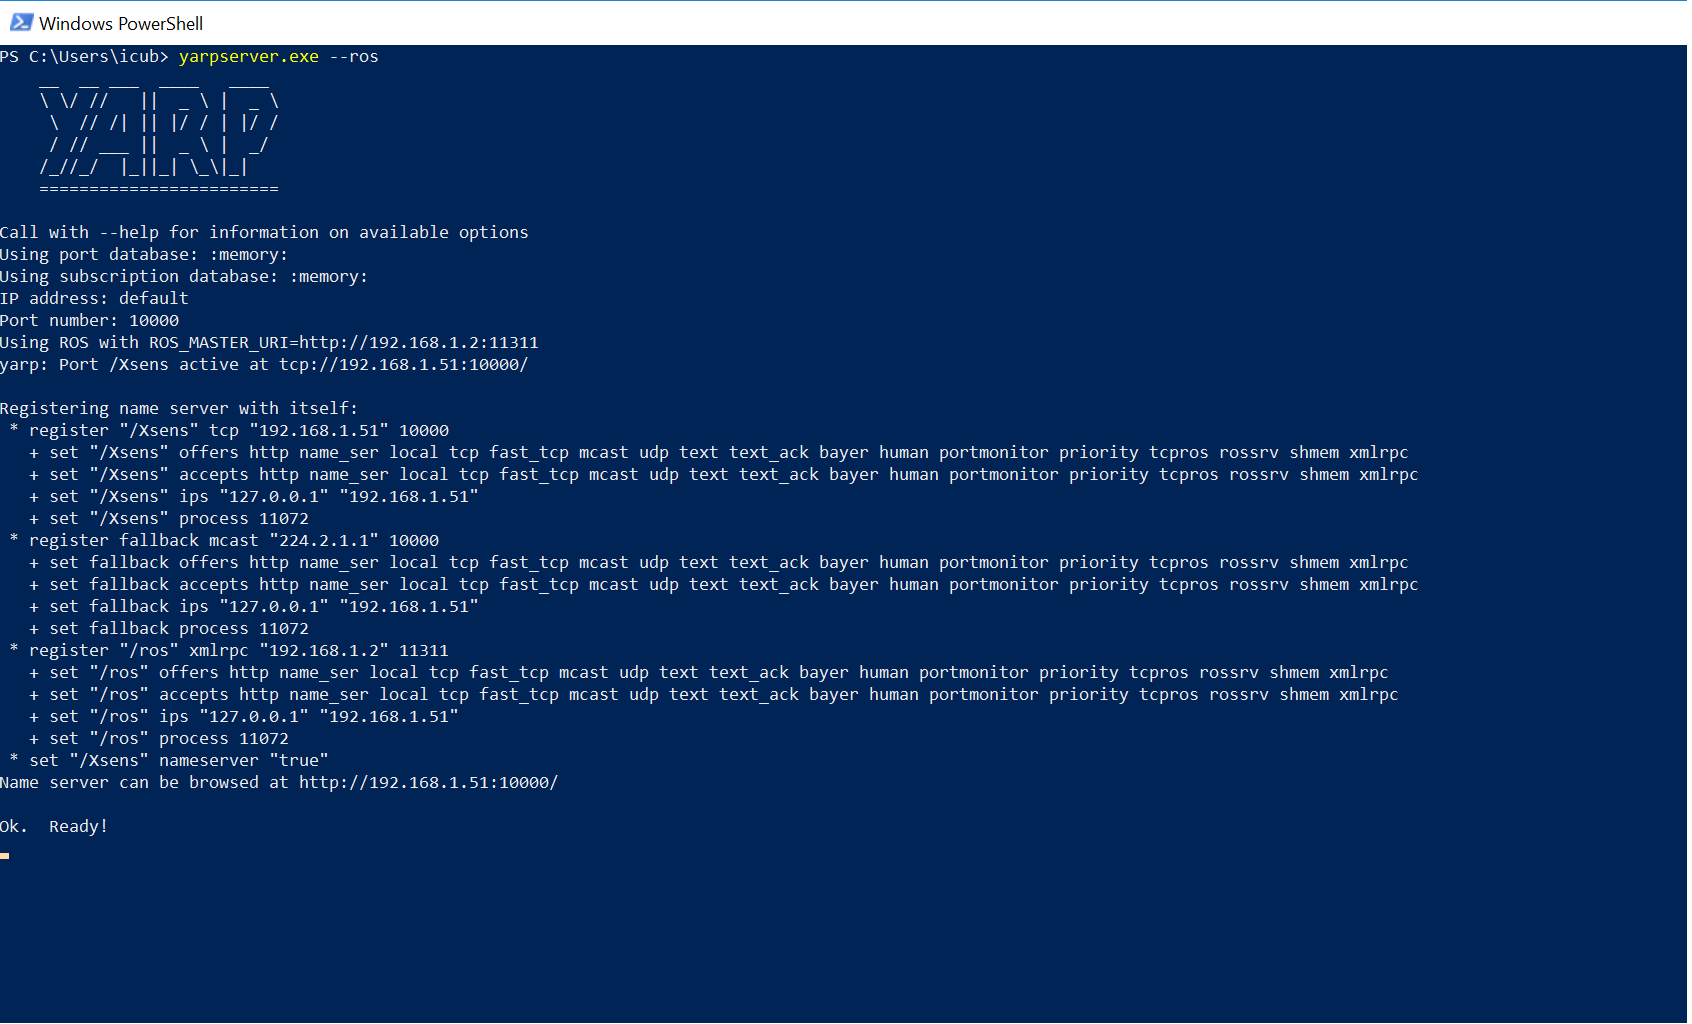 Windows PowerShell
PS C:\Users\icub> yarpserver.exe --ros
    __  __ ___  ____   ____
    \ \/ //   ||  _ \ |  _ \
     \  // /| || |/ / | |/ /
     / // ___ ||  _ \ |  _/
    /_//_/  |_||_| \_\|_|
    ========================
Call with --help for information on available options
Using port database: :memory:
Using subscription database: :memory:
IP address: default
Port number: 10000
Using ROS with ROS_MASTER_URI=http://192.168.1.2:11311
yarp: Port /Xsens active at tcp://192.168.1.51:10000/
Registering name server with itself:
 * register "/Xsens" tcp "192.168.1.51" 10000
   + set "/Xsens" offers http name_ser local tcp fast_tcp mcast udp text text_ack bayer human portmonitor priority tcpros rossrv shmem xmlrpc
   + set "/Xsens" accepts http name_ser local tcp fast_tcp mcast udp text text_ack bayer human portmonitor priority tcpros rossrv shmem xmlrpc
   + set "/Xsens" ips "127.0.0.1" "192.168.1.51"
   + set "/Xsens" process 11072
 * register fallback mcast "224.2.1.1" 10000
   + set fallback offers http name_ser local tcp fast_tcp mcast udp text text_ack bayer human portmonitor priority tcpros rossrv shmem xmlrpc
   + set fallback accepts http name_ser local tcp fast_tcp mcast udp text text_ack bayer human portmonitor priority tcpros rossrv shmem xmlrpc
   + set fallback ips "127.0.0.1" "192.168.1.51"
   + set fallback process 11072
 * register "/ros" xmlrpc "192.168.1.2" 11311
   + set "/ros" offers http name_ser local tcp fast_tcp mcast udp text text_ack bayer human portmonitor priority tcpros rossrv shmem xmlrpc
   + set "/ros" accepts http name_ser local tcp fast_tcp mcast udp text text_ack bayer human portmonitor priority tcpros rossrv shmem xmlrpc
   + set "/ros" ips "127.0.0.1" "192.168.1.51"
   + set "/ros" process 11072
 * set "/Xsens" nameserver "true"
Name server can be browsed at http://192.168.1.51:10000/
Ok.  Ready!